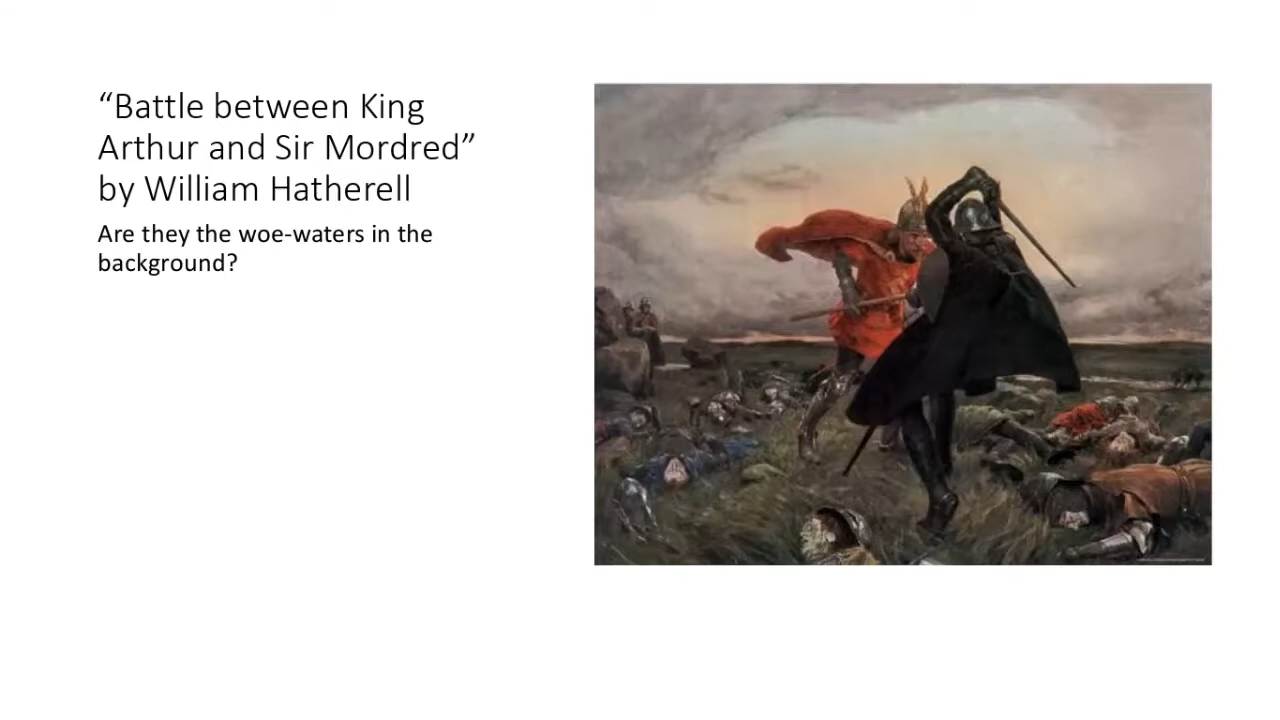 “Battle between King
Arthur and Sir Mordred”
by William Hatherell
Are they the woe-waters in the
background?